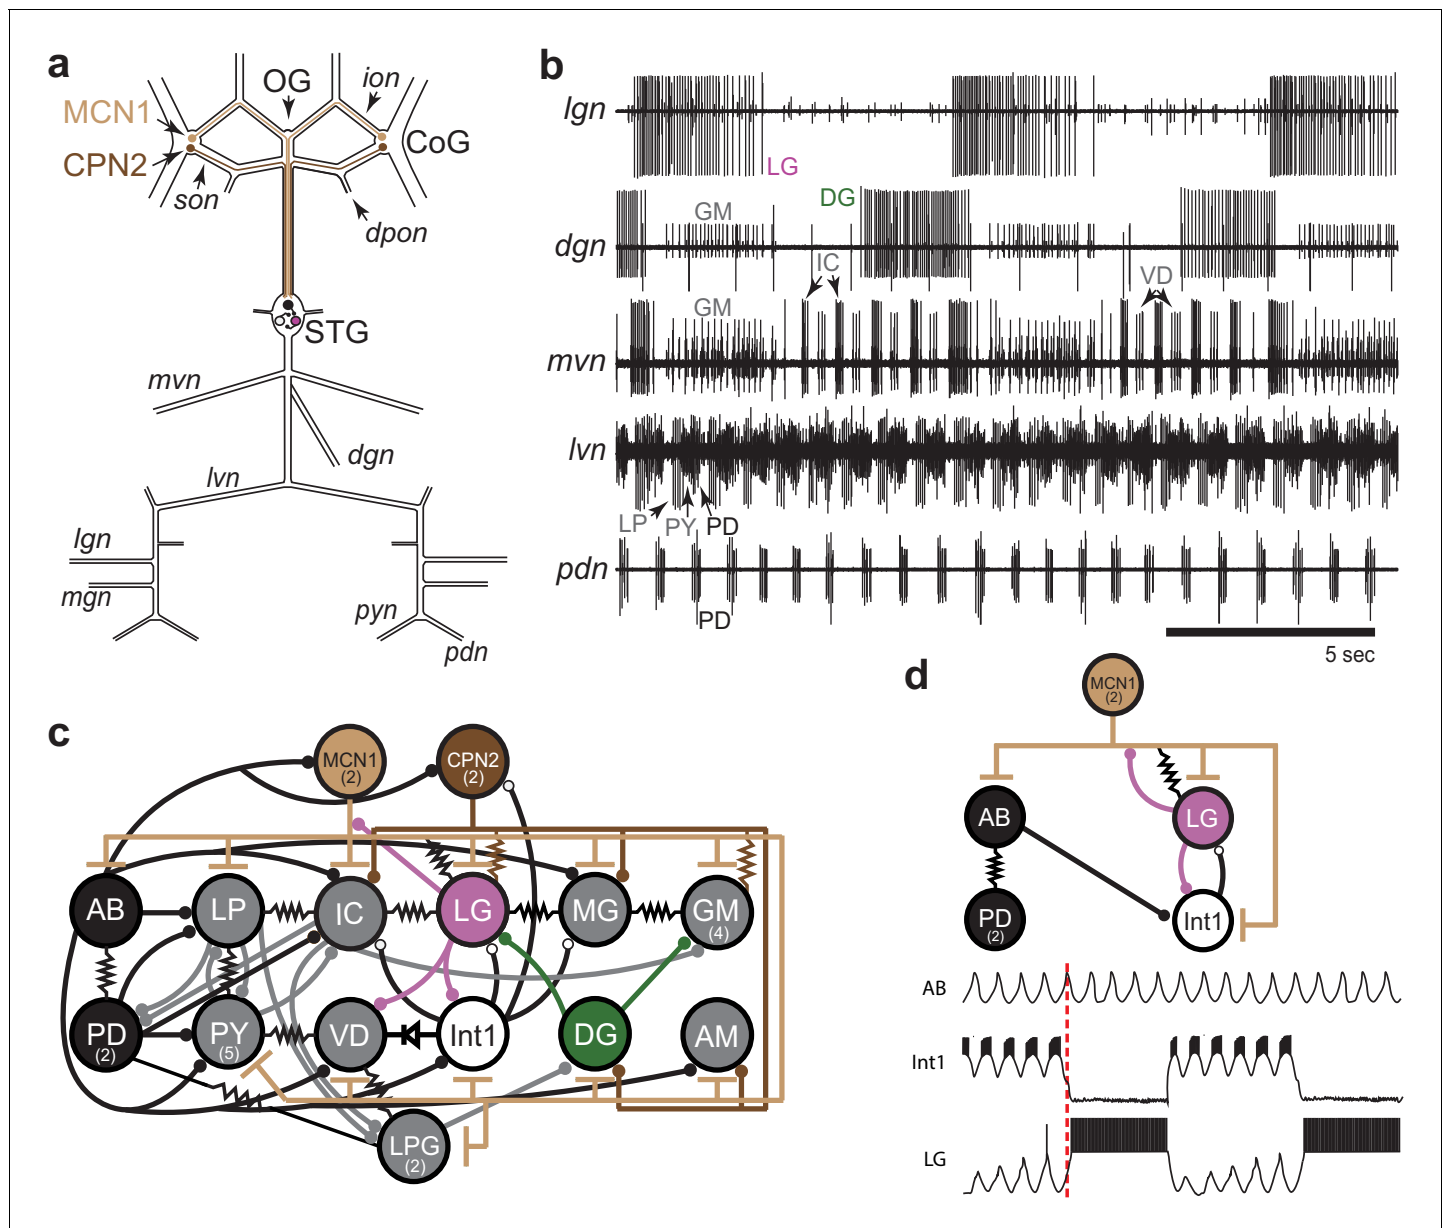 a
OG
ion
MCN1
CoG
CPN2
son
dpon
STG
mvn
dgn
lvn
lgn
mgn
pyn
pdn
b
lgn
LG
DG
GM
dgn
IC
VD
GM
mvn
lvn
LP
PY
PD
pdn
PD
5 sec
c
MCN1
(2)
CPN2
(2)
AB
LP
IC
LG
MG
GM
(4)
PD
(2)
PY
(5)
VD
Int1
DG
AM
LPG
(2)
d
MCN1
(2)
AB
LG
PD
(2)
Int1
AB
Int1
LG